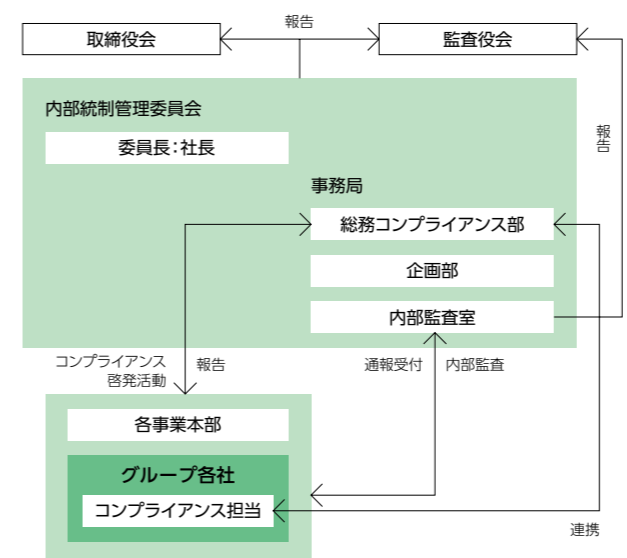 報告
取締役会
監査役会
内部統制管理委員会
委員長：社長
報告
事務局
総務コンプライアンス部
企画部
内部監査室
コンプライアンス
啓発活動
報告
通報受付
内部監査
各事業本部
グループ各社
コンプライアンス担当
連携